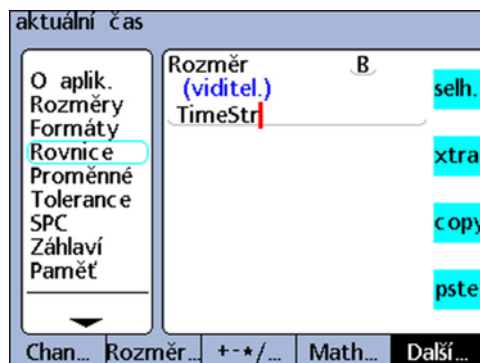 aktuální čas
O aplik.
Rozměry
Formáty
Rovnice
Proměnné
Tolerance
SPC
Záhlaví
Paměť
Rozměr B
(viditel.)
TimeStr
selh.
xtra
copy
pste
Chan... Rozměr... +-*/... Math... Další...